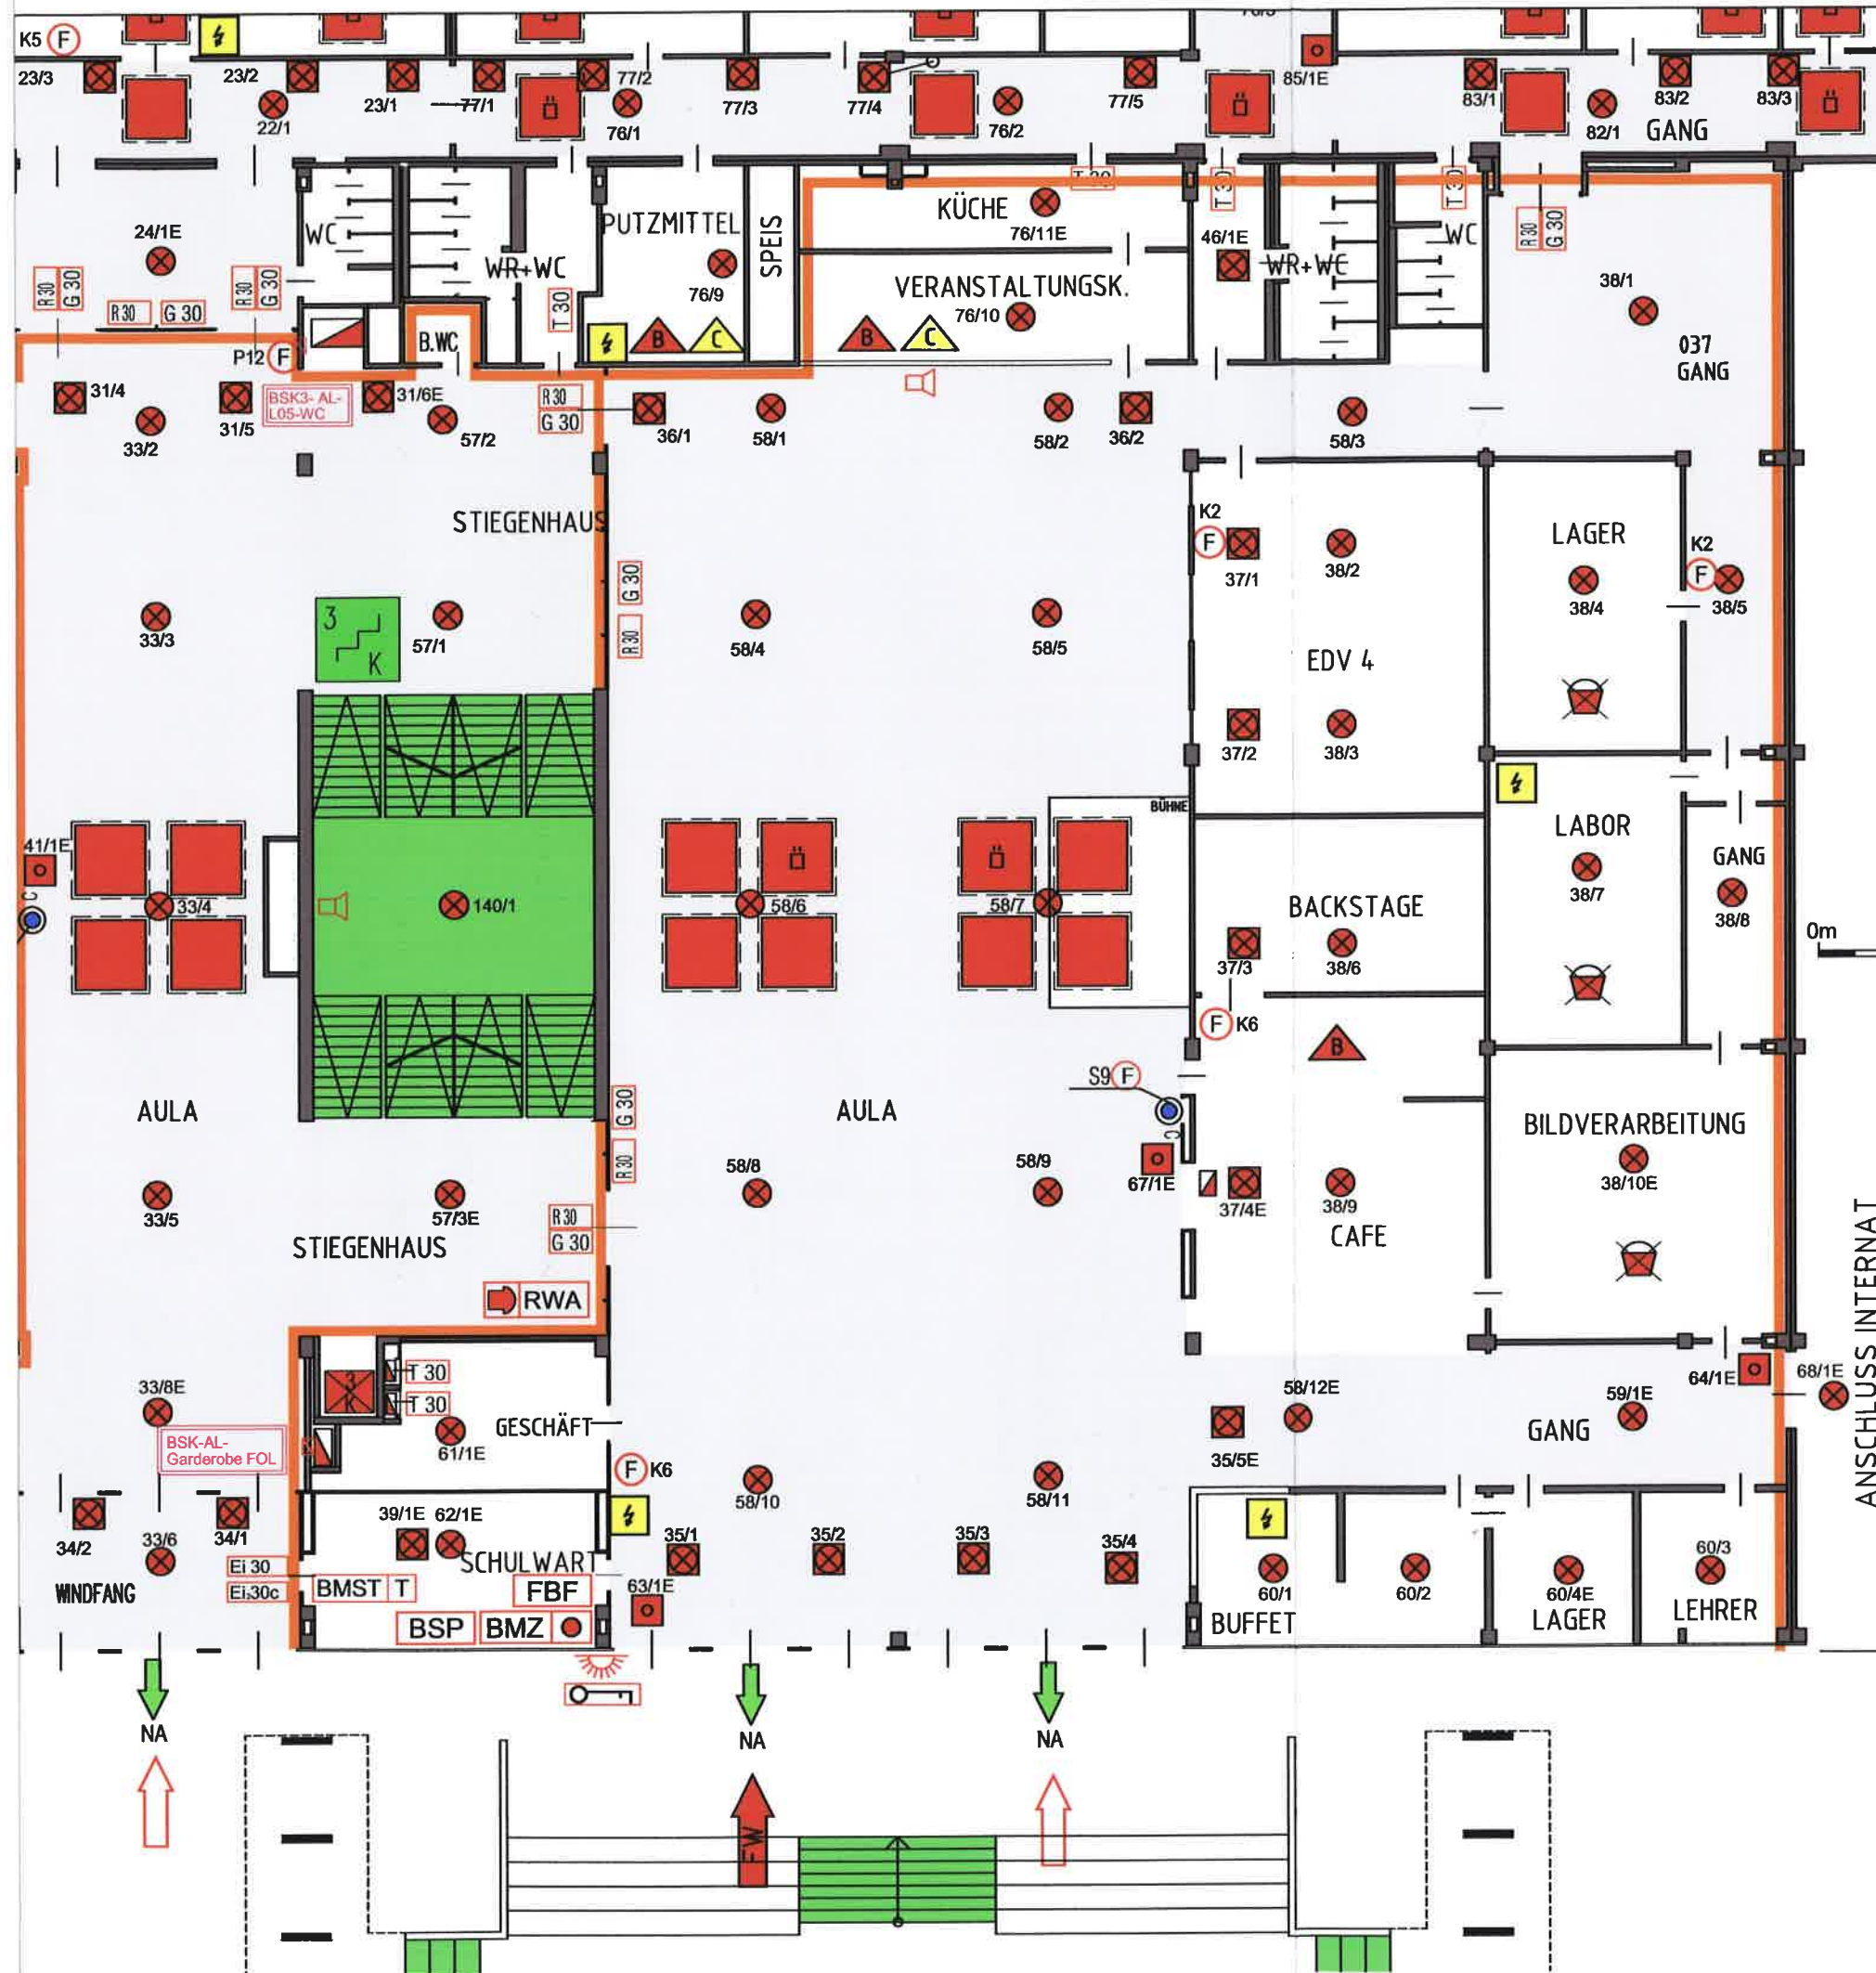 K5 F
23/3
23/2
22/1
23/1
77/1
Ü
77/2
76/1
77/3
77/4
76/2
77/5
Ü
85/1E
83/1
82/1
83/2
83/3
Ü
GANG
24/1E
R 30
G 30
R 30
G 30
R 30
G 30
WC
WR+WC
T 30
PUTZMITTEL
76/9
B
C
SPEIS
KÜCHE
76/11E
VERANSTALTUNGSK.
76/10
B
C
T 30
46/1E
WR+WC
T 30
WC
R 30
G 30
38/1
037
GANG
P12 F
B.WC
31/4
33/2
31/5
BSK3- AL-
L05-WC
31/6E
57/2
R 30
G 30
36/1
58/1
58/2
36/2
58/3
STIEGENHAUS
K2
F
37/1
38/2
LAGER
38/4
K2
F
38/5
33/3
3
K
57/1
G 30
R 30
58/4
58/5
EDV 4
37/2
38/3
BÜHNE
LABOR
38/7
GANG
38/8
41/1E
C
33/4
140/1
Ü
58/6
Ü
58/7
BACKSTAGE
37/3
38/6
0m
F K6
B
S9 F
C
67/1E
AULA
AULA
G 30
R 30
BILDVERARBEITUNG
38/10E
33/5
57/3E
58/8
58/9
37/4E
38/9
CAFE
R 30
G 30
STIEGENHAUS
RWA
ANSCHLUSS INTERNAT
3
K
T 30
T 30
33/8E
BSK-AL-
Garderobe FOL
GESCHÄFT
61/1E
F K6
58/10
58/11
58/12E
35/5E
GANG
59/1E
64/1E
68/1E
34/2
33/6
34/1
39/1E
62/1E
SCHULWART
35/1
35/2
35/3
35/4
Ei 30
Ei₂30c
WINDFANG
BMST T
FBF
BSP
BMZ
63/1E
60/1
BUFFET
60/2
60/4E
LAGER
60/3
LEHRER
NA
NA
NA
FW